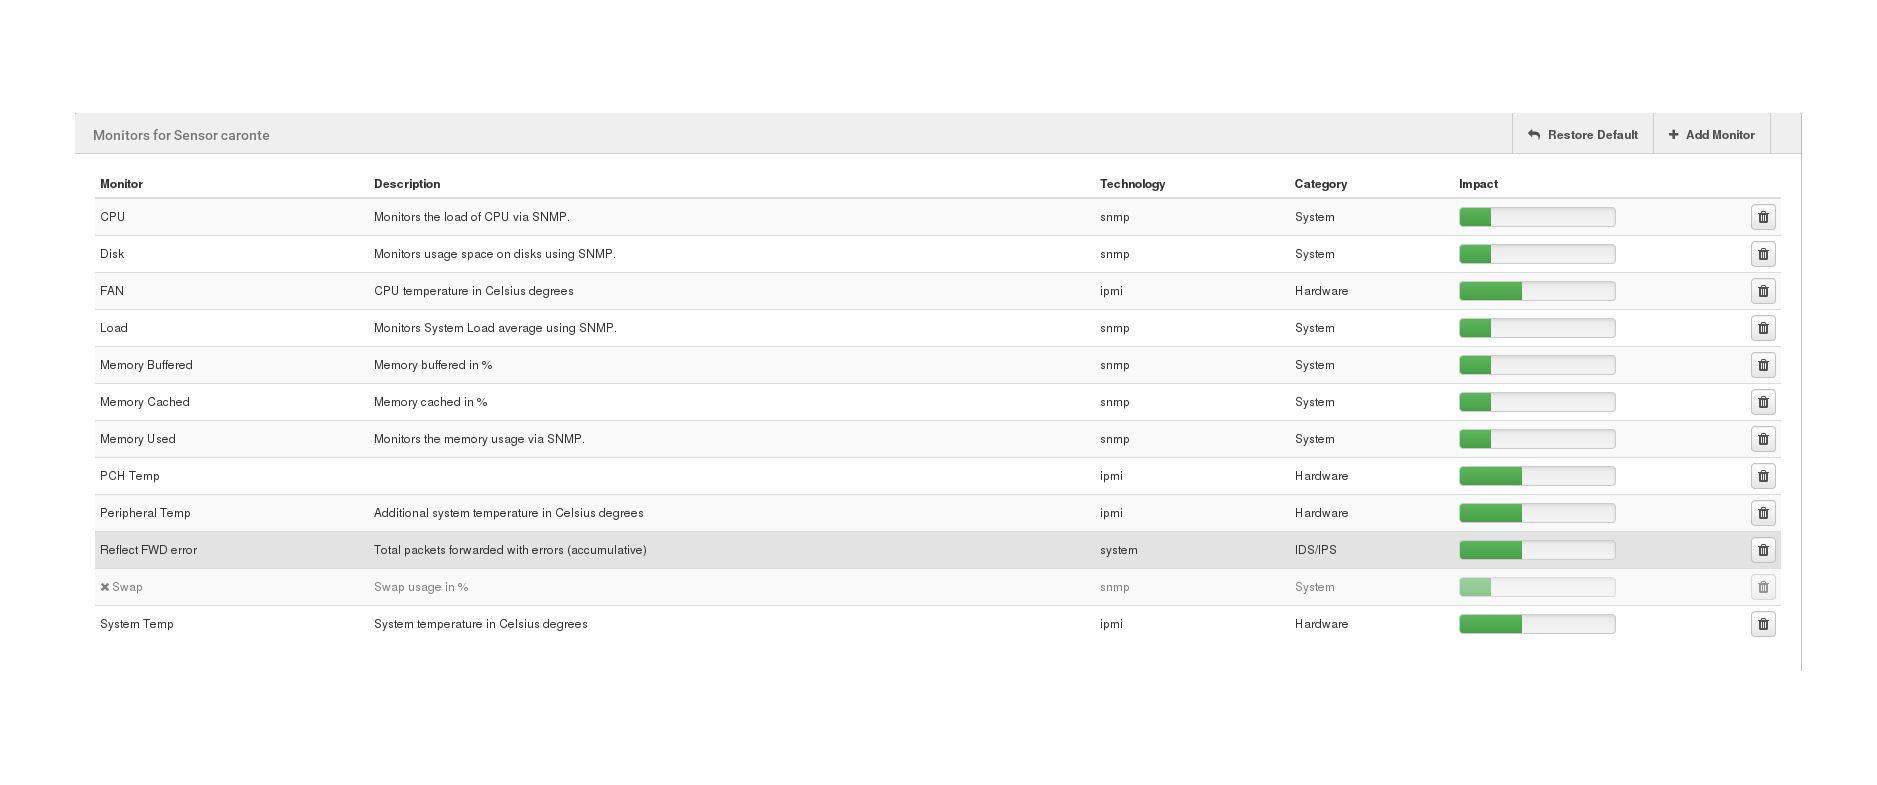 Monitors for Sensor caronte Restore Default Add Monitor
Monitor Description Technology Category Impact
CPU Monitors the load of CPU via SNMP. snmp System
Disk Monitors usage space on disks using SNMP. snmp System
FAN CPU temperature in Celsius degrees ipmi Hardware
Load Monitors System Load average using SNMP. snmp System
Memory Buffered Memory buffered in % snmp System
Memory Cached Memory cached in % snmp System
Memory Used Monitors the memory usage via SNMP. snmp System
PCH Temp ipmi Hardware
Peripheral Temp Additional system temperature in Celsius degrees ipmi Hardware
Reflect FWD error Total packets forwarded with errors (accumulative) system IDS/IPS
Swap Swap usage in % snmp System
System Temp System temperature in Celsius degrees ipmi Hardware